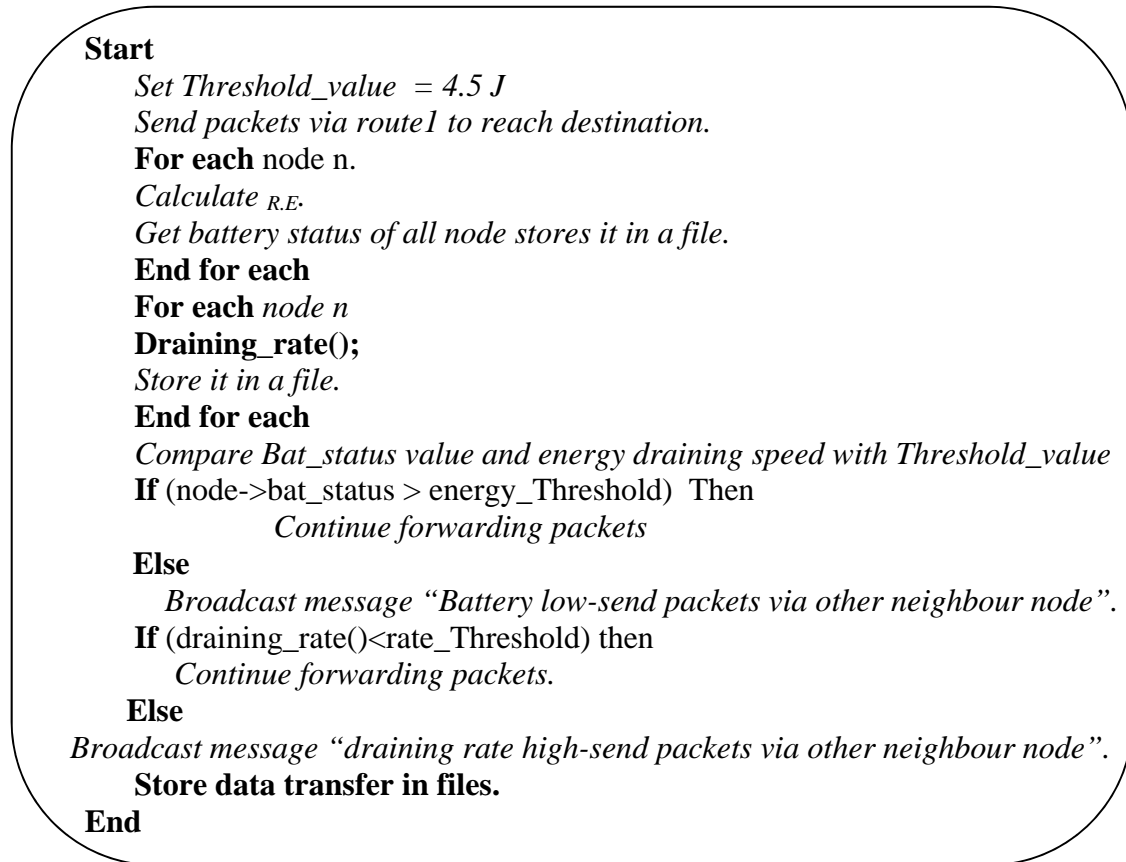 Start
Set Threshold_value = 4.5 J
Send packets via route1 to reach destination.
For each node n.
Calculate R.E.
Get battery status of all node stores it in a file.
End for each
For each node n
Draining_rate();
Store it in a file.
End for each
Compare Bat_status value and energy draining speed with Threshold_value
If (node->bat_status > energy_Threshold) Then
Continue forwarding packets
Else
Broadcast message “Battery low-send packets via other neighbour node”.
If (draining_rate()<rate_Threshold) then
Continue forwarding packets.
Else
Broadcast message “draining rate high-send packets via other neighbour node”.
Store data transfer in files.
End